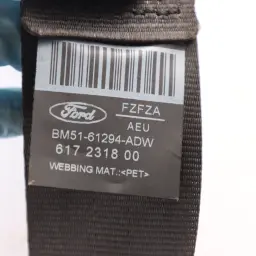 Ford
FZFZA
AEU
BM51-61294-ADW
617 2318 00
WEBBING MAT.:<PET>